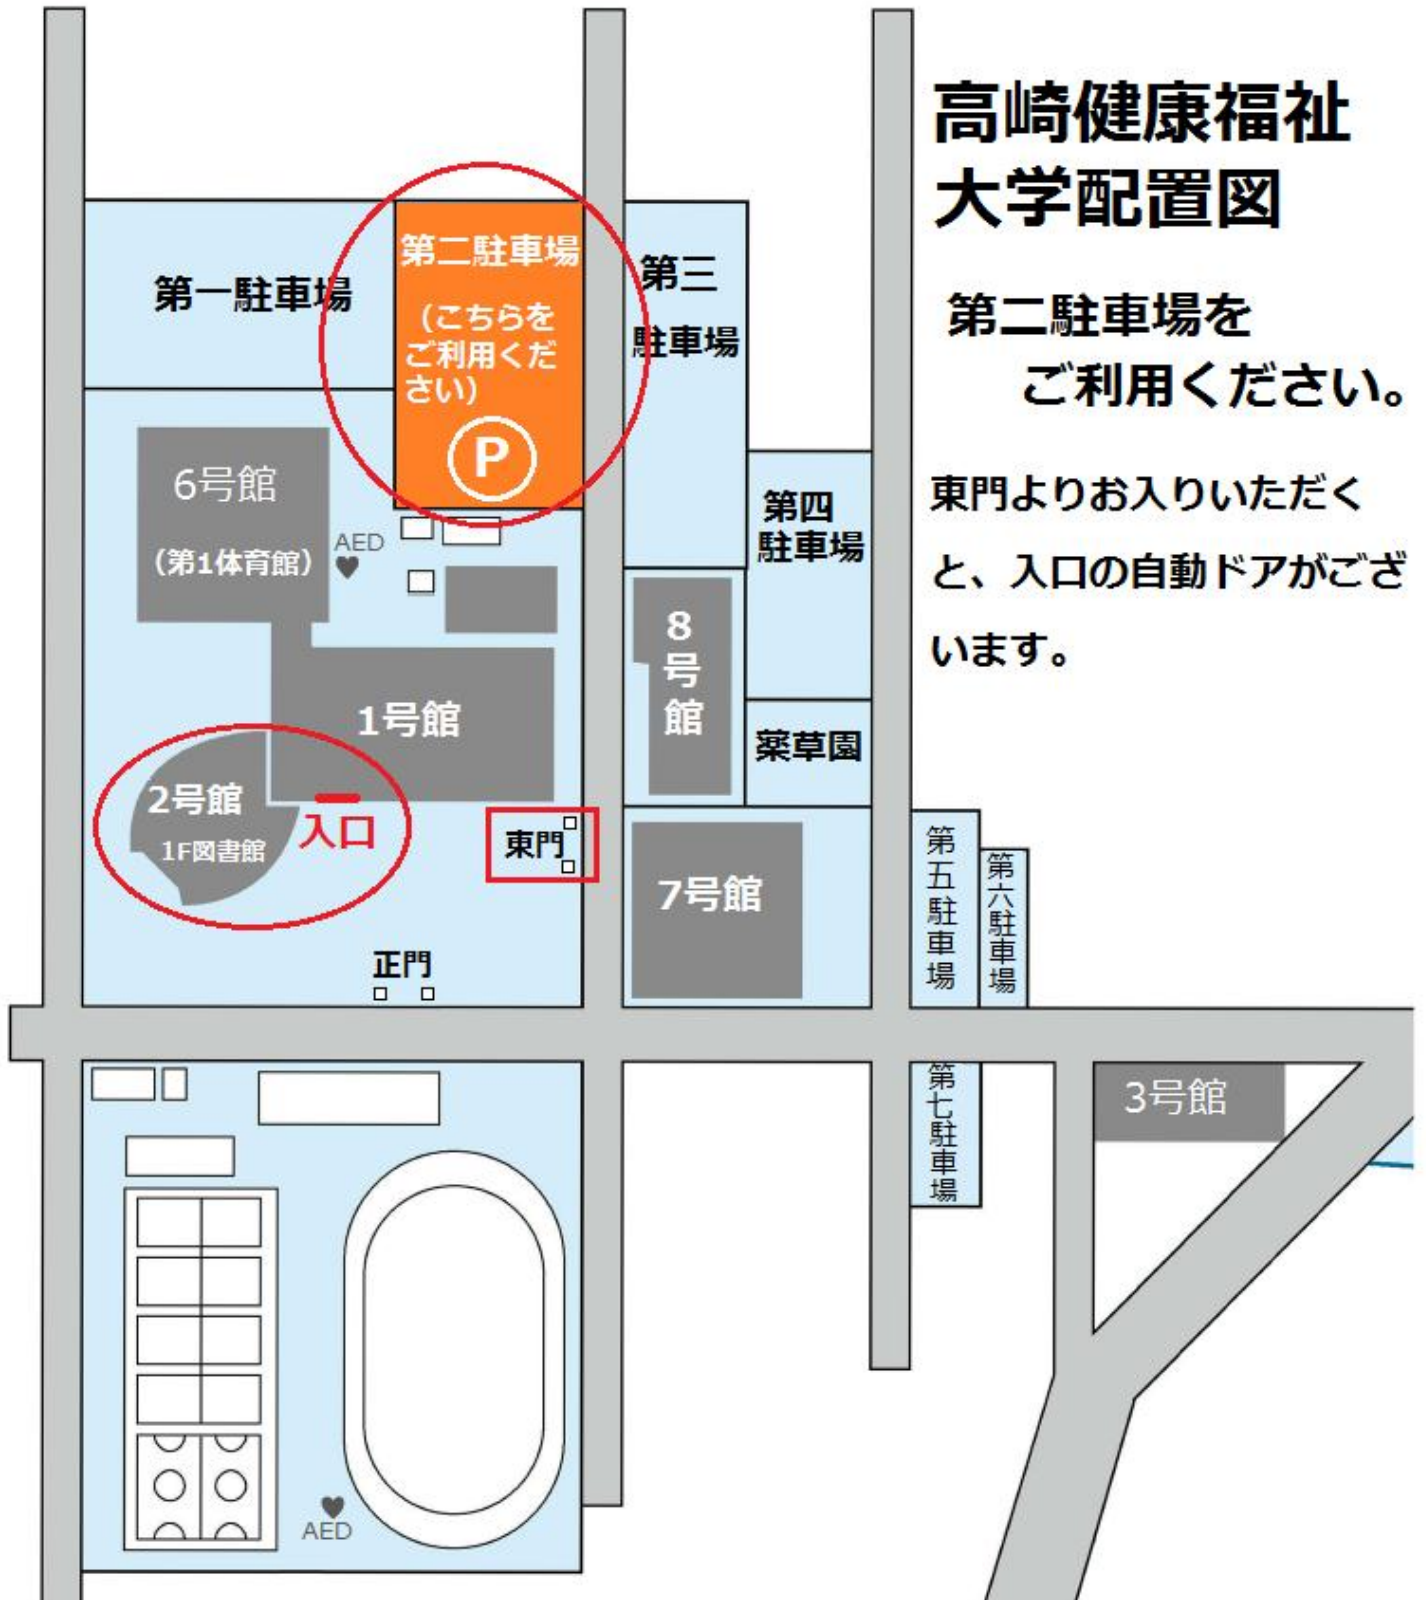 高崎健康福祉
大学配置図
第二駐車場を
ご利用ください。
東門よりお入りいただく
と、入口の自動ドアがござ
います。
第一駐車場
第二駐車場
(こちらを
ご利用くだ
さい)
P
第三
駐車場
第四
駐車場
6号館
(第1体育館)
AED
8号館
1号館
薬草園
2号館
1F図書館
入口
東門
7号館
第五駐車場
第六駐車場
正門
第七駐車場
3号館
AED